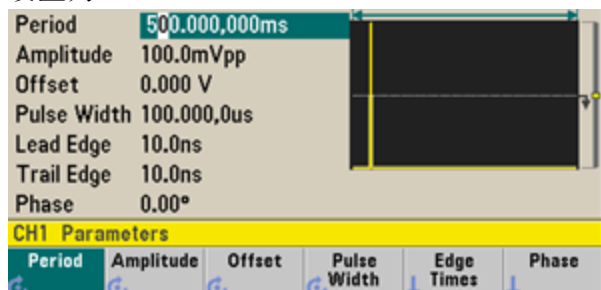 Period 500.000,000ms
Amplitude 100.0mVpp
Offset 0.000 V
Pulse Width 100.000,0us
Lead Edge 10.0ns
Trail Edge 10.0ns
Phase 0.00°
CH1 Parameters
Period Amplitude Offset Pulse Width Edge Times Phase